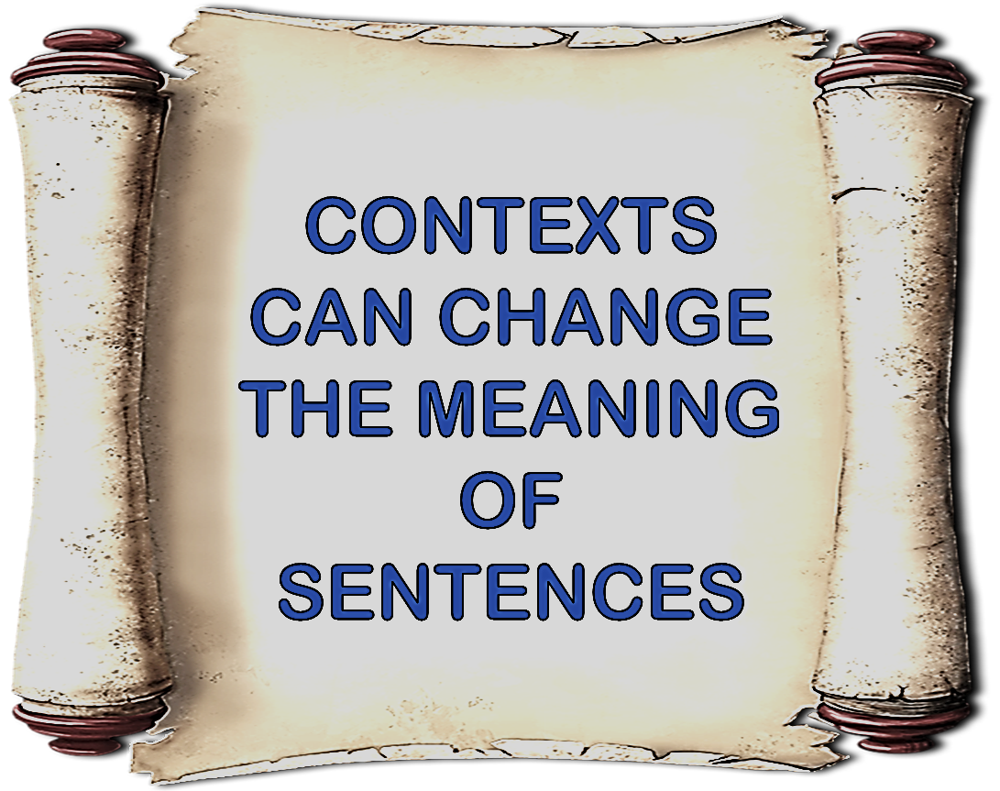 CONTEXTS
CAN CHANGE
THE MEANING
OF
SENTENCES